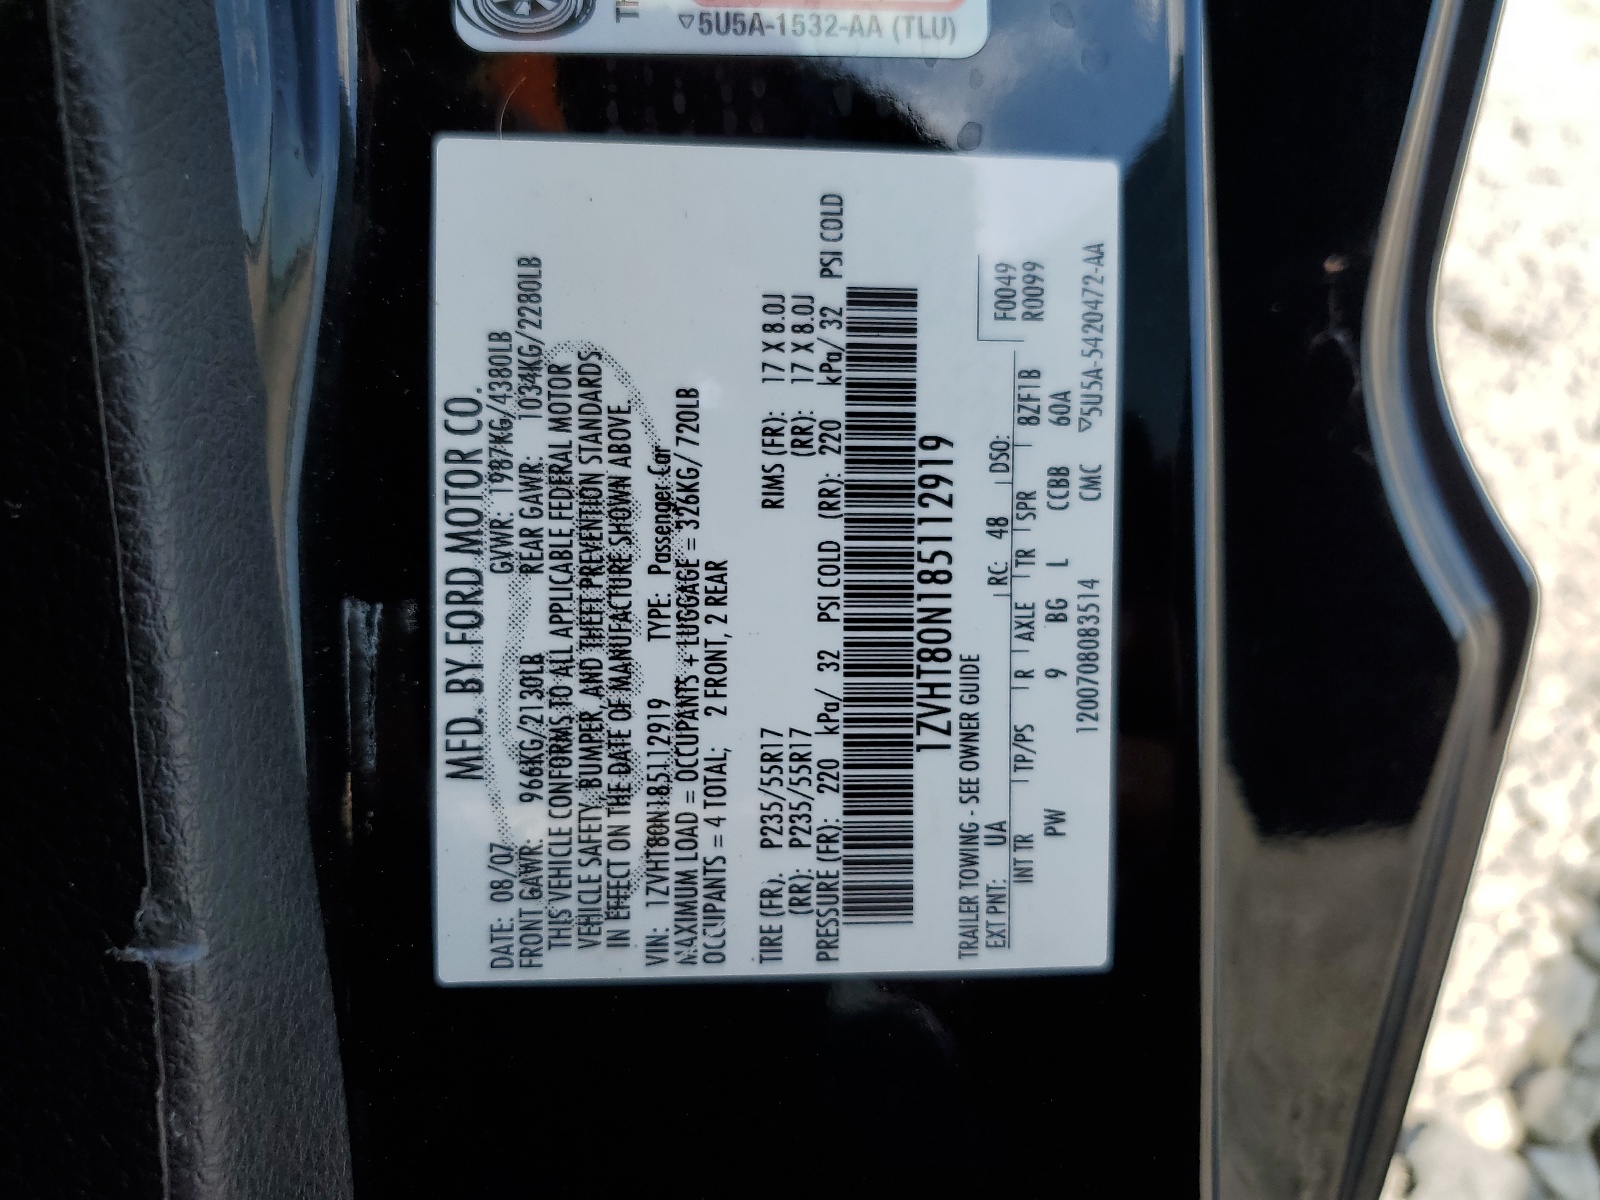 ▽5U5A-1532-AA (TLU)
MFD. BY FORD MOTOR CO.
DATE: 08/07 GVWR: 1987KG/4380LB
FRONT GAWR: 966KG/2130LB REAR GAWR: 1034KG/2280LB
THIS VEHICLE CONFORMS TO ALL APPLICABLE FEDERAL MOTOR
VEHICLE SAFETY, BUMPER, AND THEFT PREVENTION STANDARDS
IN EFFECT ON THE DATE OF MANUFACTURE SHOWN ABOVE.
VIN: 1ZVHT80N185112919 TYPE: Passenger Car
MAXIMUM LOAD = OCCUPANTS + LUGGAGE = 326KG/720LB
OCCUPANTS = 4 TOTAL, 2 FRONT, 2 REAR
TIRE (FR). P235/55R17 RIMS (FR): 17 X 8.0J
(RR): P235/55R17 (RR): 17 X 8.0J
PRESSURE (FR): 220 kPa/ 32 PSI COLD (RR): 220 kPa/ 32 PSI COLD
1ZVHT80N185112919
TRAILER TOWING - SEE OWNER GUIDE
EXT PNT: UA RC: 48 DSO: F0049
INT TR TP/PS R AXLE TR SPR 8ZF1B R0099
PW 9 BG L CCBB 60A
1200708083514 CMC ▽5U5A-5420472-AA